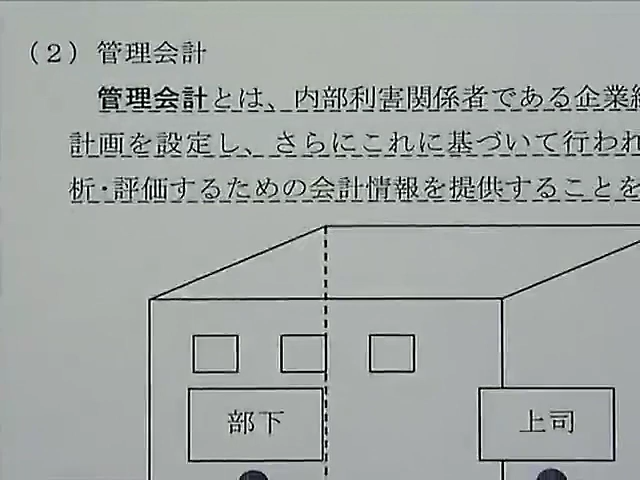 （２）管理会計
管理会計とは、内部利害関係者である企業経
計画を設定し、さらにこれに基づいて行われ
析・評価するための会計情報を提供することを
部下
上司